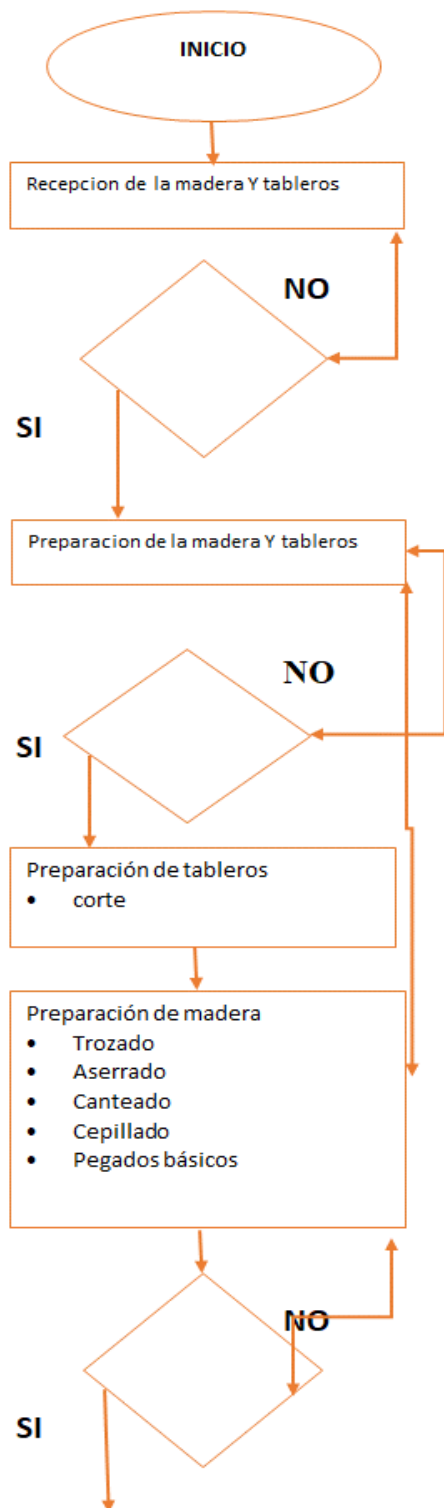 INICIO
Recepcion de la madera Y tableros
NO
SI
Preparacion de la madera Y tableros
NO
SI
Preparación de tableros
• corte
Preparación de madera
• Trozado
• Aserrado
• Canteado
• Cepillado
• Pegados básicos
NO
SI